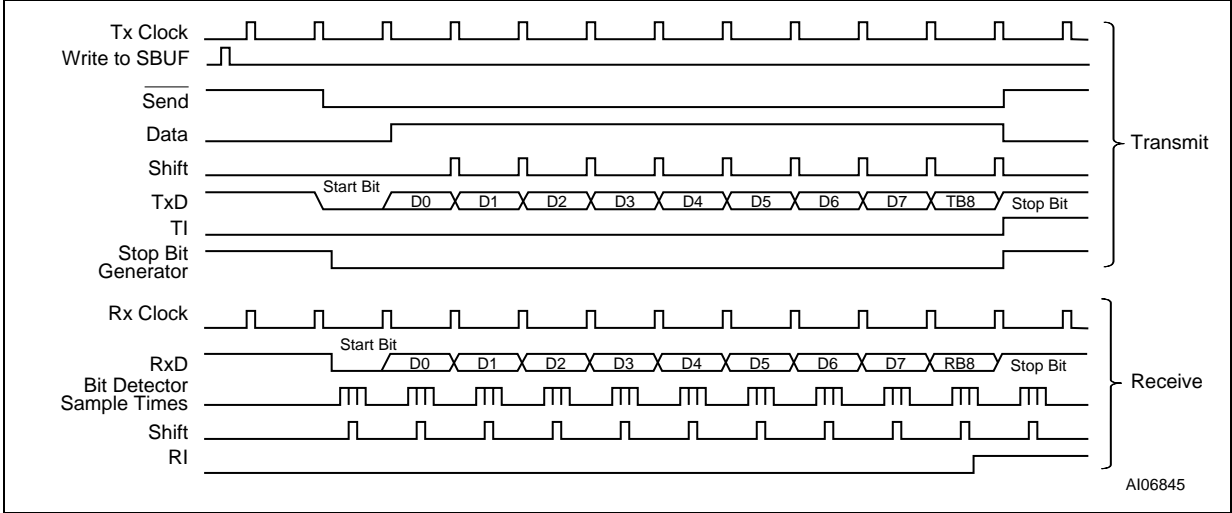 Tx Clock
Write to SBUF
Send
Data
Shift
TxD
Start Bit
D0 D1 D2 D3 D4 D5 D6 D7 TB8 Stop Bit
TI
Stop Bit
Generator
Transmit
Rx Clock
RxD
Start Bit
D0 D1 D2 D3 D4 D5 D6 D7 RB8 Stop Bit
Bit Detector
Sample Times
Shift
RI
Receive
AI06845